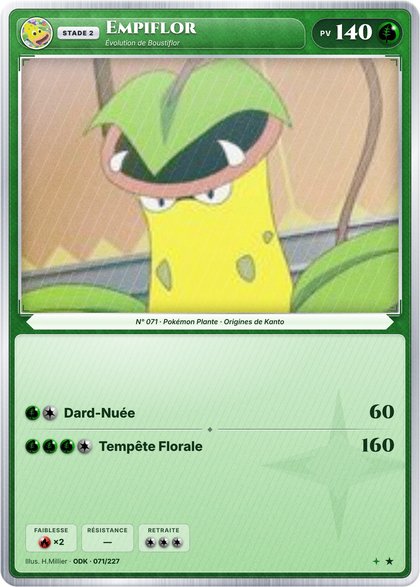 STADE 2
EMPIFLOR
Évolution de Boustiflor
PV 140
N° 071 · Pokémon Plante · Origines de Kanto
Dard-Nuée 60
Tempête Florale 160
FAIBLESSE
×2
RÉSISTANCE
—
RETRAITE
Illus. H.Millier · ODK · 071/227